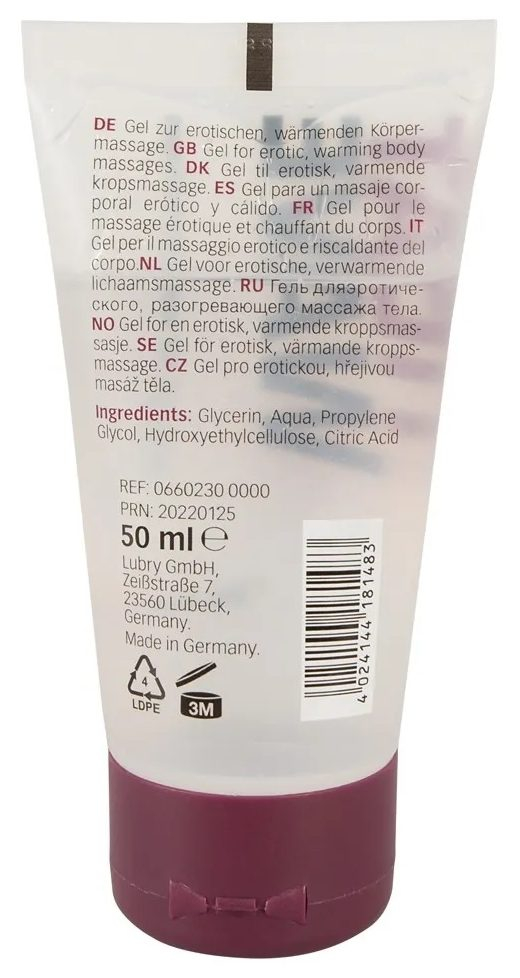 DE Gel zur erotischen, wärmenden Körper-
massage. GB Gel for erotic, warming body
massages. DK Gel til erotisk, varmende
kropsmassage. ES Gel para un masaje cor-
poral erótico y cálido. FR Gel pour le
massage érotique et chauffant du corps. IT
Gel per il massaggio erotico e riscaldante del
corpo.NL Gel voor erotische, verwarmende
lichaamsmassage. RU Гель дляэротиче-
ского, разогревающего массажа тела.
NO Gel for en erotisk, varmende kroppsmas-
sasje. SE Gel för erotisk, värmande kropps-
massage. CZ Gel pro erotickou, hřejivou
masáž těla.
Ingredients: Glycerin, Aqua, Propylene
Glycol, Hydroxyethylcellulose, Citric Acid
REF: 0660230 0000
PRN: 20220125
50 ml ℮
Lubry GmbH,
Zeißstraße 7,
23560 Lübeck,
Germany.
Made in Germany.
4
LDPE
3M
4 024144 181483